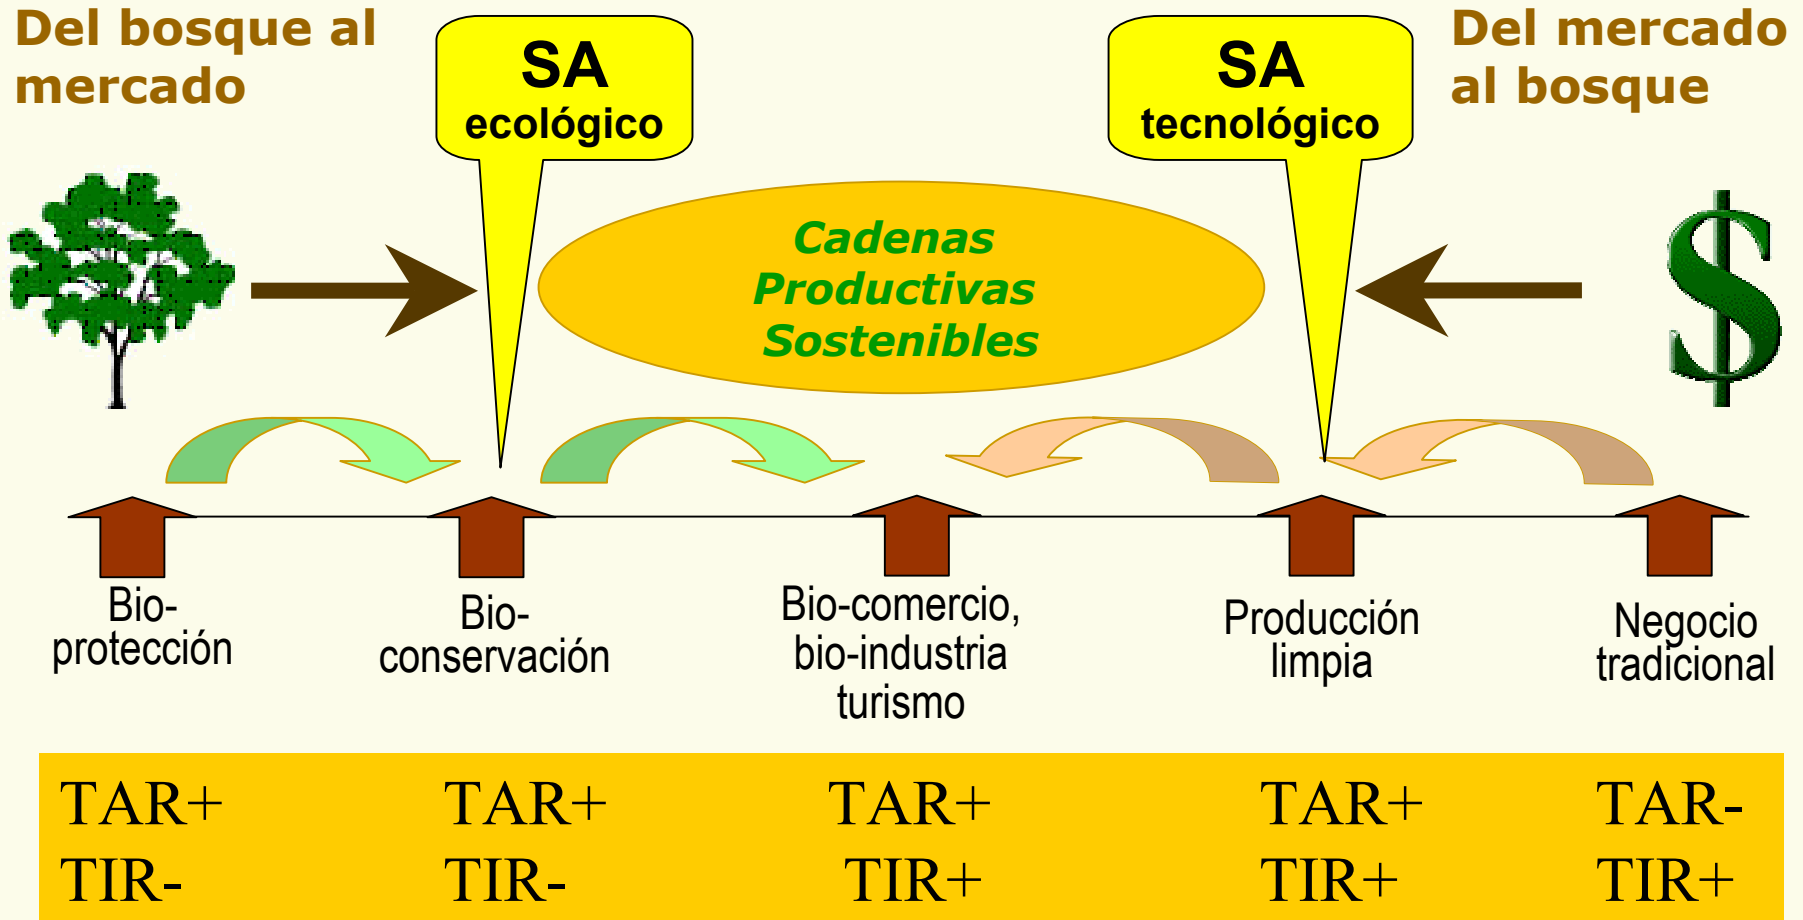 Del bosque al
mercado
SA
ecológico
SA
tecnológico
Del mercado
al bosque
Cadenas
Productivas
Sostenibles
$
Bio-
protección
Bio-
conservación
Bio-comercio,
bio-industria
turismo
Producción
limpia
Negocio
tradicional
TAR+ TAR+ TAR+ TAR+ TAR-
TIR- TIR- TIR+ TIR+ TIR+